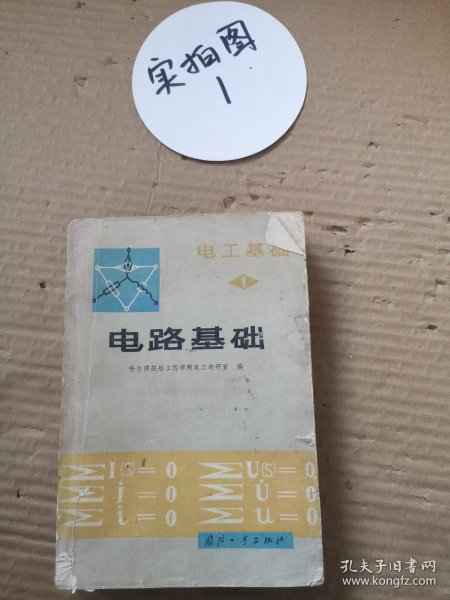 实拍图
1
电工基础
1
电路基础
哈尔滨船舶工程学院电工教研室 编
ΣI(S)=0 ΣU(S)=0
Σİ=0 ΣU̇=0
Σi=0 Σu=0
国防工业出版社
孔夫子旧书网
www.kongfz.com